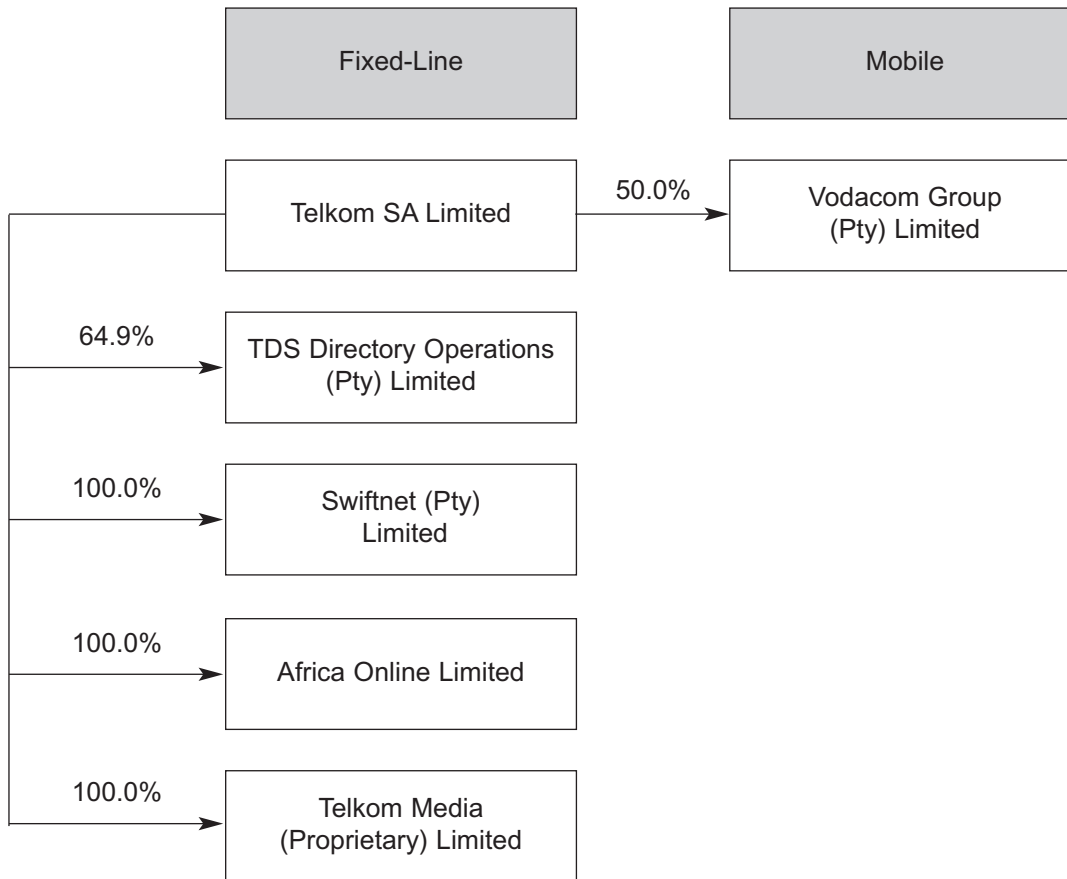 Fixed-Line
Mobile
Telkom SA Limited
50.0%
Vodacom Group
(Pty) Limited
64.9%
TDS Directory Operations
(Pty) Limited
100.0%
Swiftnet (Pty)
Limited
100.0%
Africa Online Limited
100.0%
Telkom Media
(Proprietary) Limited